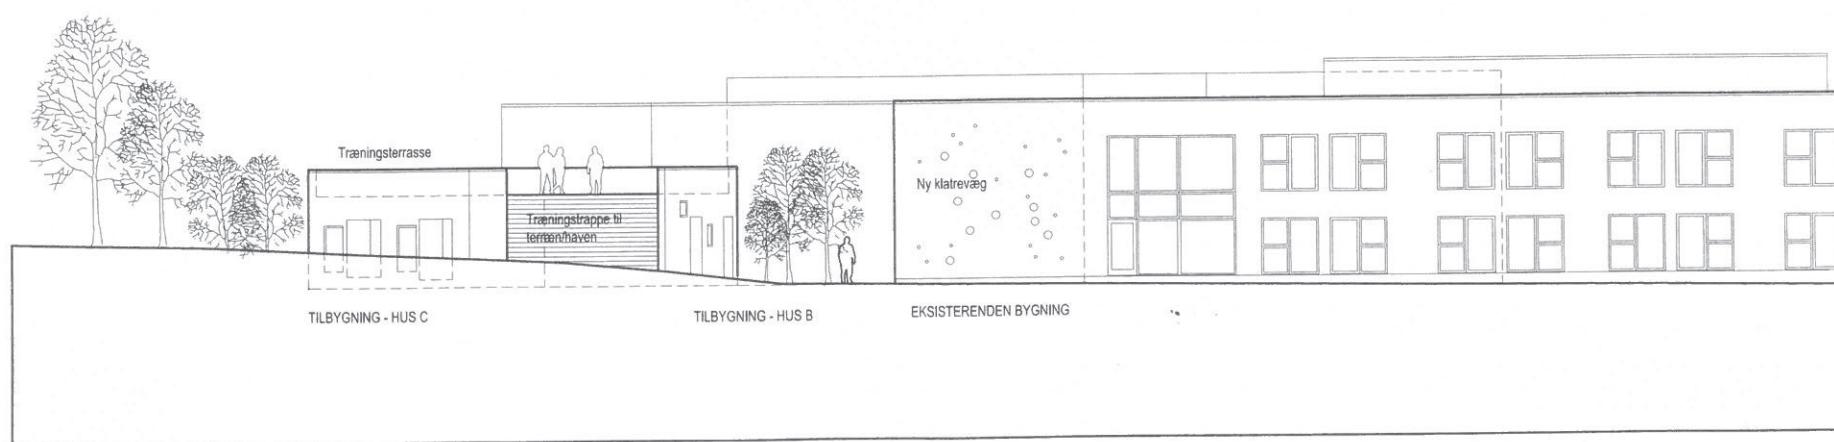 Træningsterrasse
Ny klatrevæg
Træningstrappe til
terræn/haven
TILBYGNING - HUS C
TILBYGNING - HUS B
EKSISTERENDEN BYGNING